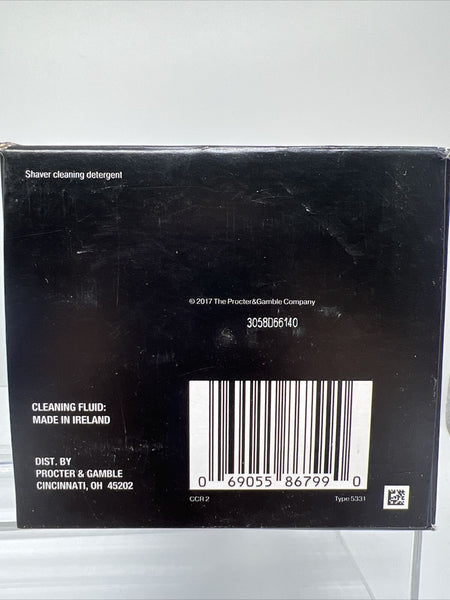 Shaver cleaning detergent
© 2017 The Procter&Gamble Company
3058D66140
CLEANING FLUID:
MADE IN IRELAND
DIST. BY
PROCTER & GAMBLE
CINCINNATI, OH 45202
0 69055 86799 0
CCR 2 Type 5331